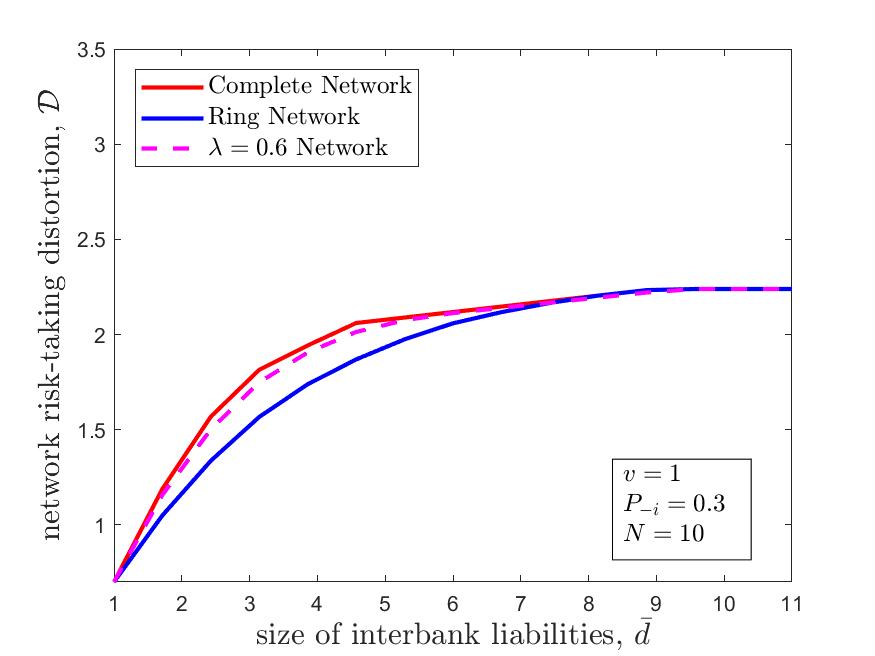 3.5
3
2.5
2
1.5
1
network risk-taking distortion, 𝒟
Complete Network
Ring Network
λ = 0.6 Network
v = 1
P₋ᵢ = 0.3
N = 10
1 2 3 4 5 6 7 8 9 10 11
size of interbank liabilities, d̄